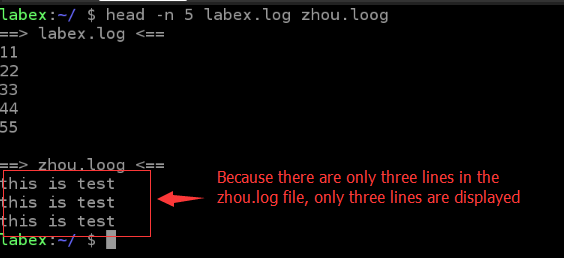 labex:~/ $ head -n 5 labex.log zhou.loog
==> labex.log <==
11
22
33
44
55
==> zhou.loog <==
this is test
this is test
this is test
Because there are only three lines in the
zhou.log file, only three lines are displayed
labex:~/ $